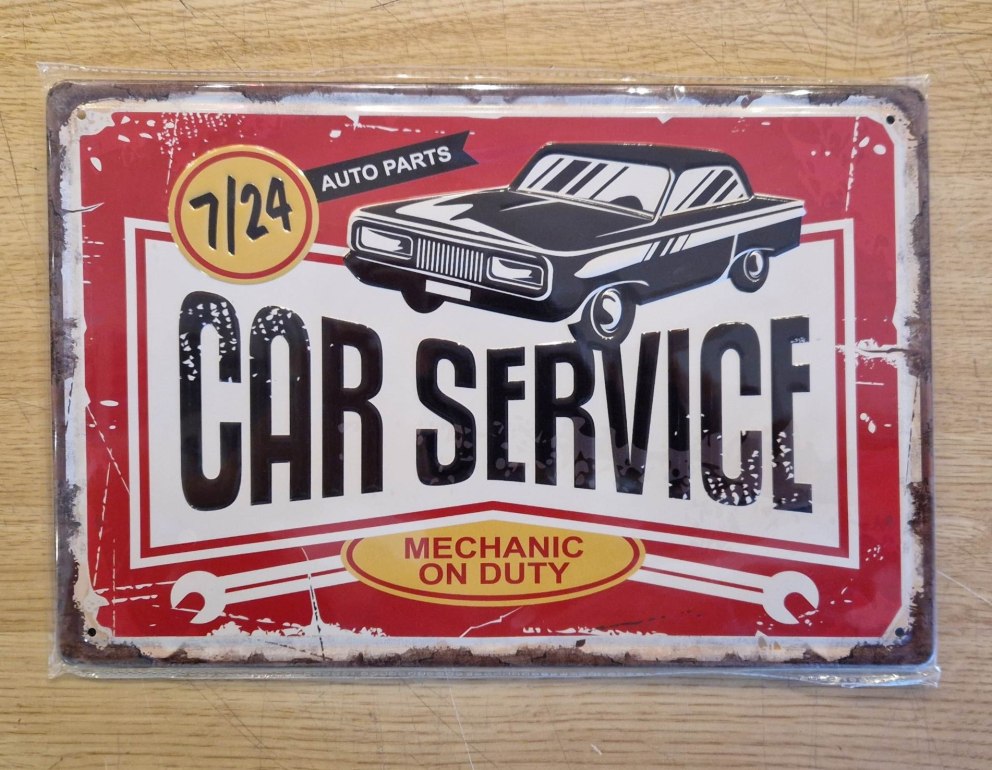 7/24
AUTO PARTS
CAR SERVICE
MECHANIC
ON DUTY